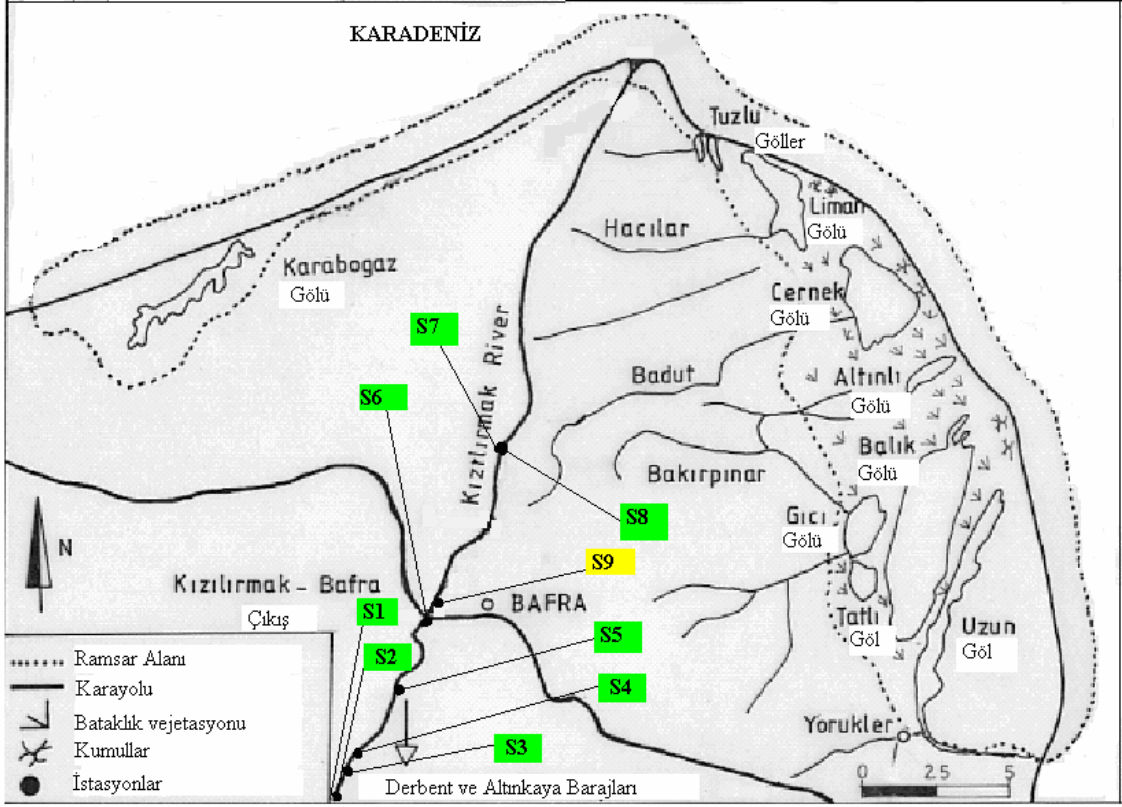 KARADENİZ
Tuzlu
Göller
Liman
Gölü
Hacılar
Karabogaz
Gölü
Cernek
Gölü
S7
Kızılırmak River
Badut
Altınlı
Gölü
S6
Balık
Gölü
Bakırpınar
S8
Gıcı
Gölü
N
S9
Kızılırmak - Bafra
Çıkış
BAFRA
S1
Tatlı
Göl
Uzun
Göl
S5
S2
S4
S3
Yorukler
Ramsar Alanı
Karayolu
Bataklık vejetasyonu
Kumullar
İstasyonlar
Derbent ve Altınkaya Barajları
0 2.5 5